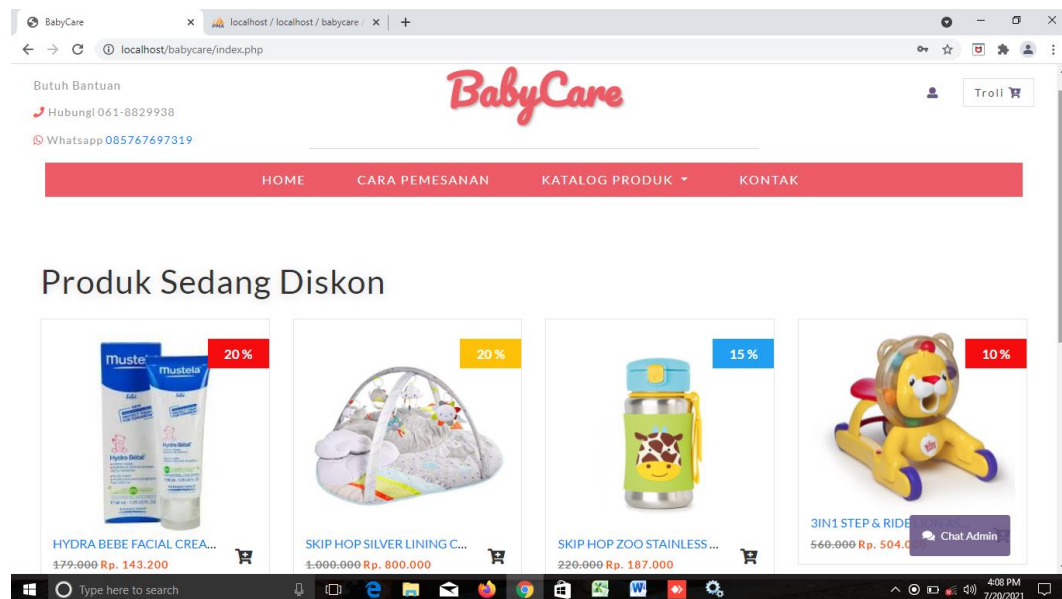 BabyCare
localhost / localhost / babycare /
localhost/babycare/index.php
Butuh Bantuan
Hubungi 061-8829938
Whatsapp 085767697319
BabyCare
Troli
HOME
CARA PEMESANAN
KATALOG PRODUK
KONTAK
Produk Sedang Diskon
20 %
20 %
15 %
10 %
Mustela
Hydra Bébé
HYDRA BEBE FACIAL CREA...
179.000 Rp. 143.200
SKIP HOP SILVER LINING C...
1.000.000 Rp. 800.000
SKIP HOP ZOO STAINLESS ...
220.000 Rp. 187.000
3IN1 STEP & RIDE LION AS...
560.000 Rp. 504.0
Chat Admin
Type here to search
4:08 PM
7/20/2021